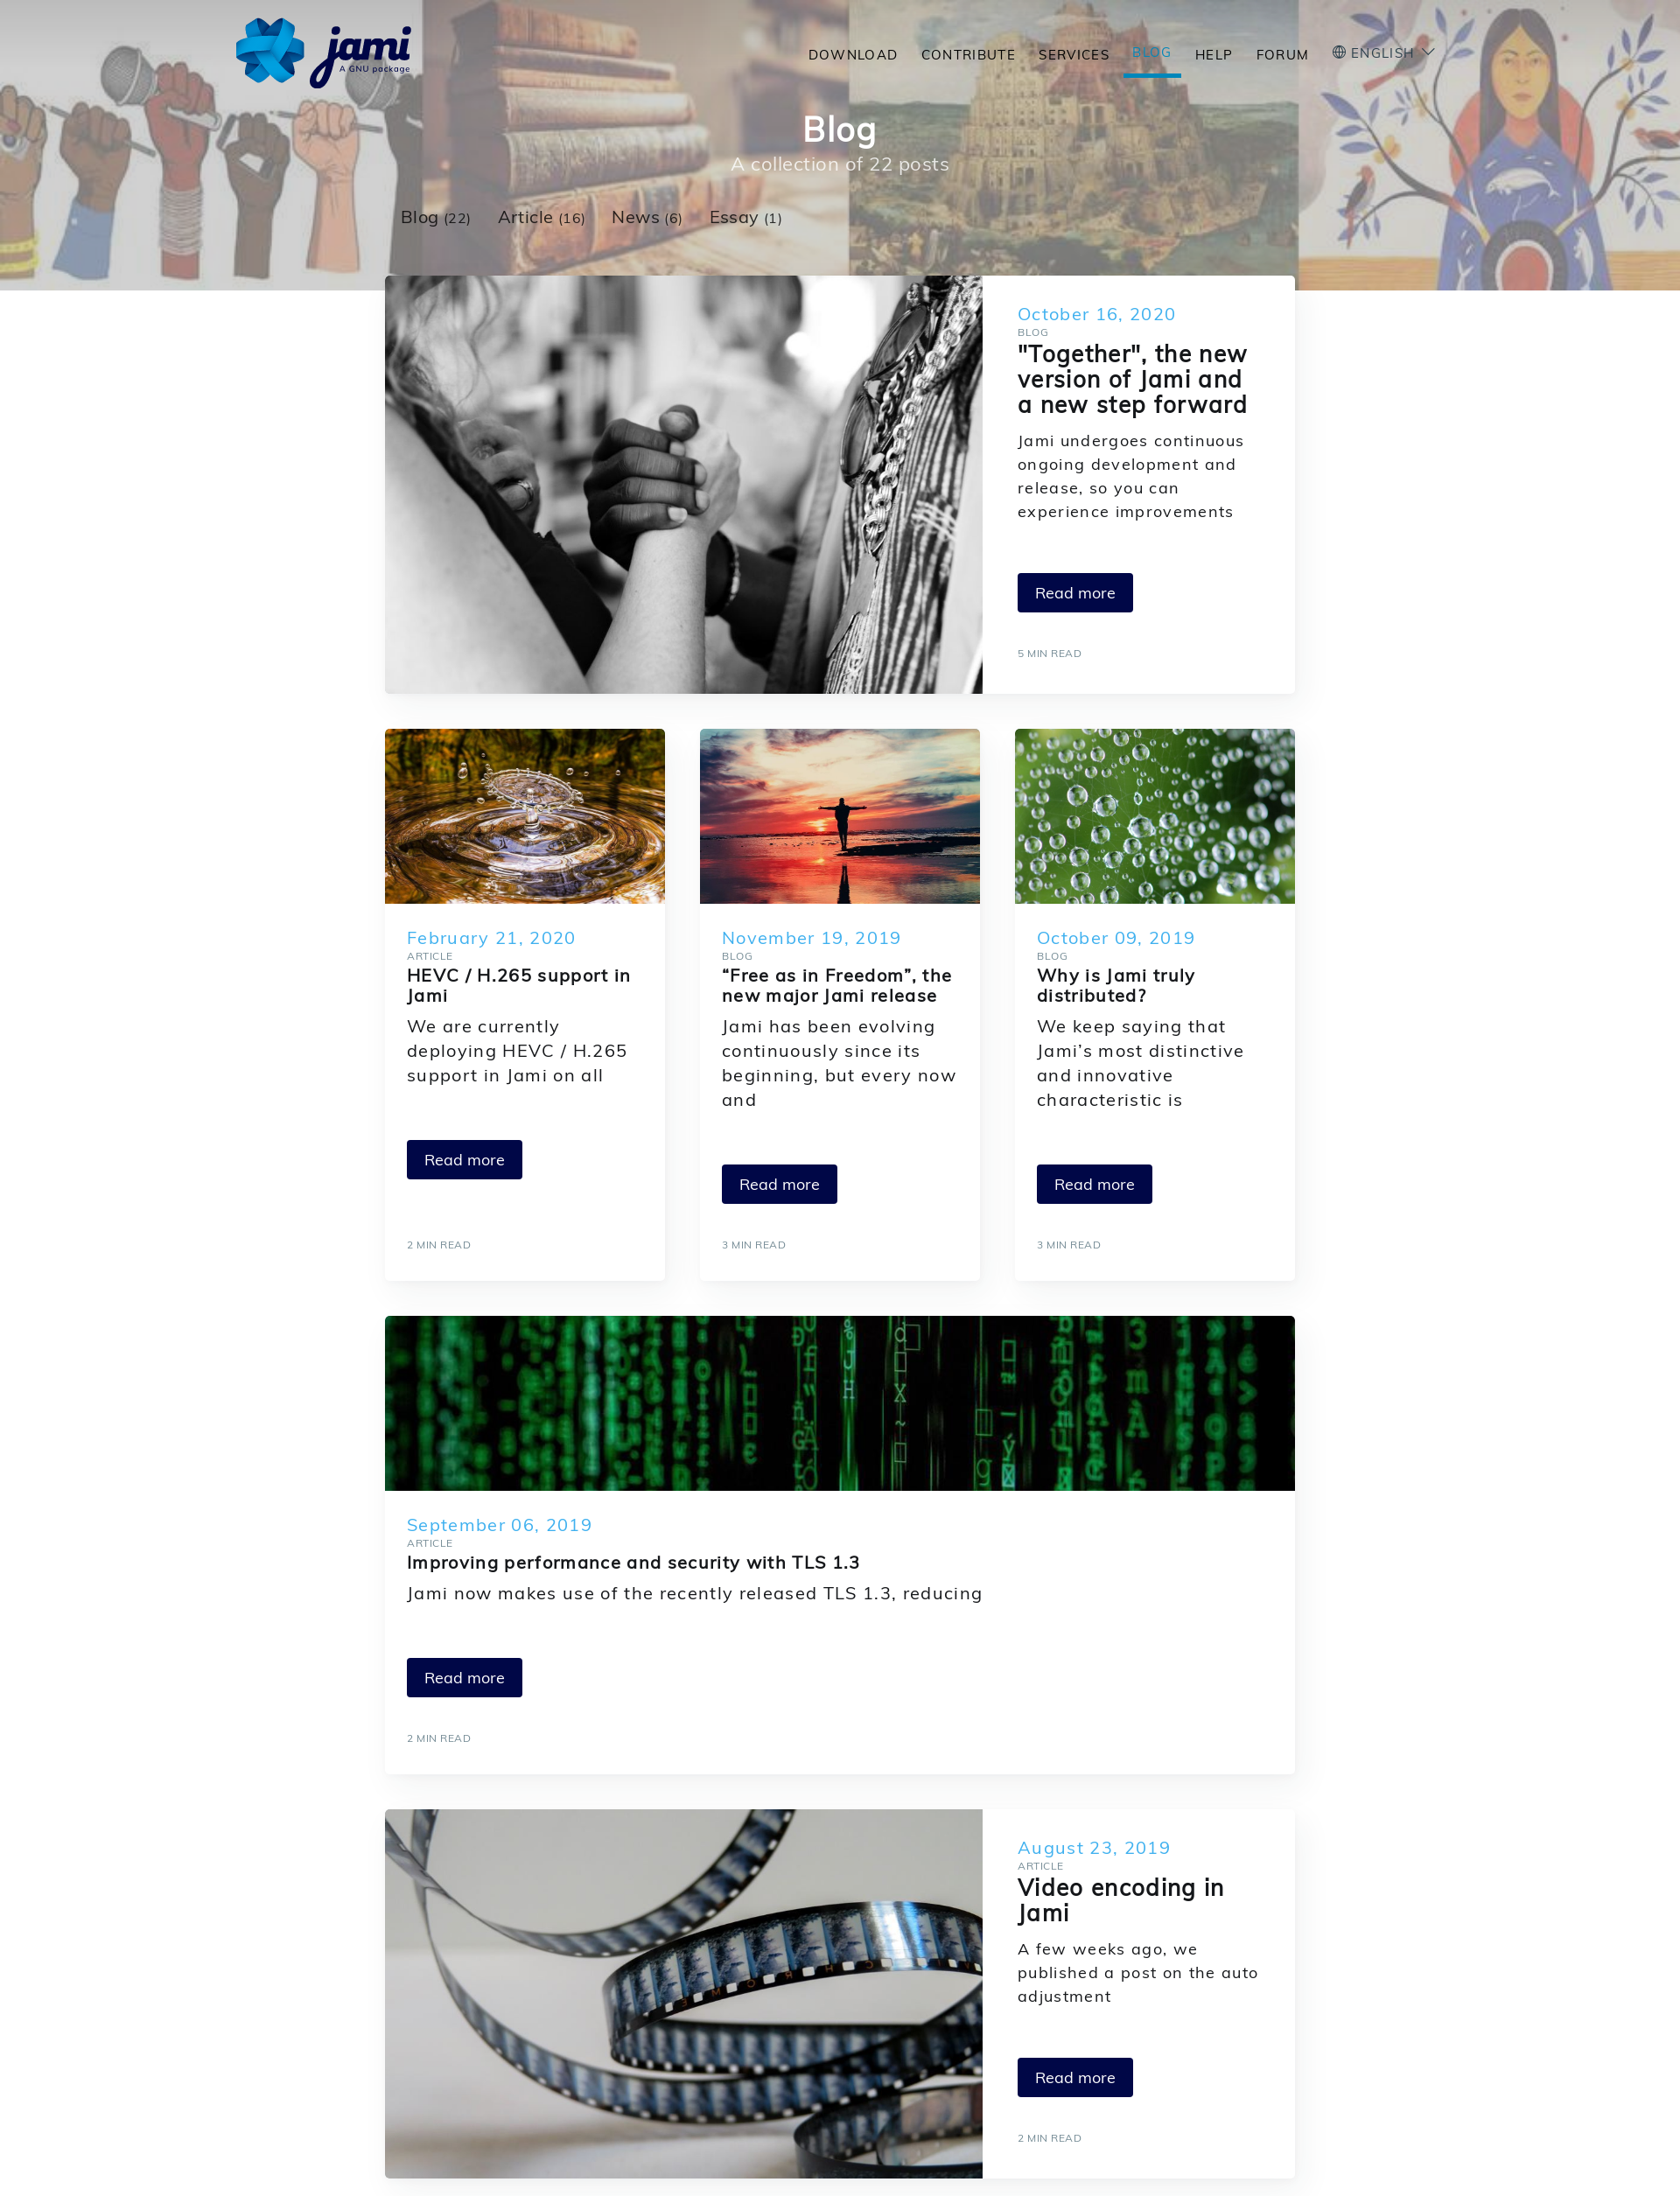 jami
A GNU package
DOWNLOAD
CONTRIBUTE
SERVICES
BLOG
HELP
FORUM
ENGLISH
Blog
A collection of 22 posts
Blog (22)
Article (16)
News (6)
Essay (1)
October 16, 2020
BLOG
"Together", the new
version of Jami and
a new step forward
Jami undergoes continuous
ongoing development and
release, so you can
experience improvements
Read more
5 MIN READ
February 21, 2020
ARTICLE
HEVC / H.265 support in
Jami
We are currently
deploying HEVC / H.265
support in Jami on all
Read more
2 MIN READ
November 19, 2019
BLOG
“Free as in Freedom”, the
new major Jami release
Jami has been evolving
continuously since its
beginning, but every now
and
Read more
3 MIN READ
October 09, 2019
BLOG
Why is Jami truly
distributed?
We keep saying that
Jami’s most distinctive
and innovative
characteristic is
Read more
3 MIN READ
September 06, 2019
ARTICLE
Improving performance and security with TLS 1.3
Jami now makes use of the recently released TLS 1.3, reducing
Read more
2 MIN READ
August 23, 2019
ARTICLE
Video encoding in
Jami
A few weeks ago, we
published a post on the auto
adjustment
Read more
2 MIN READ